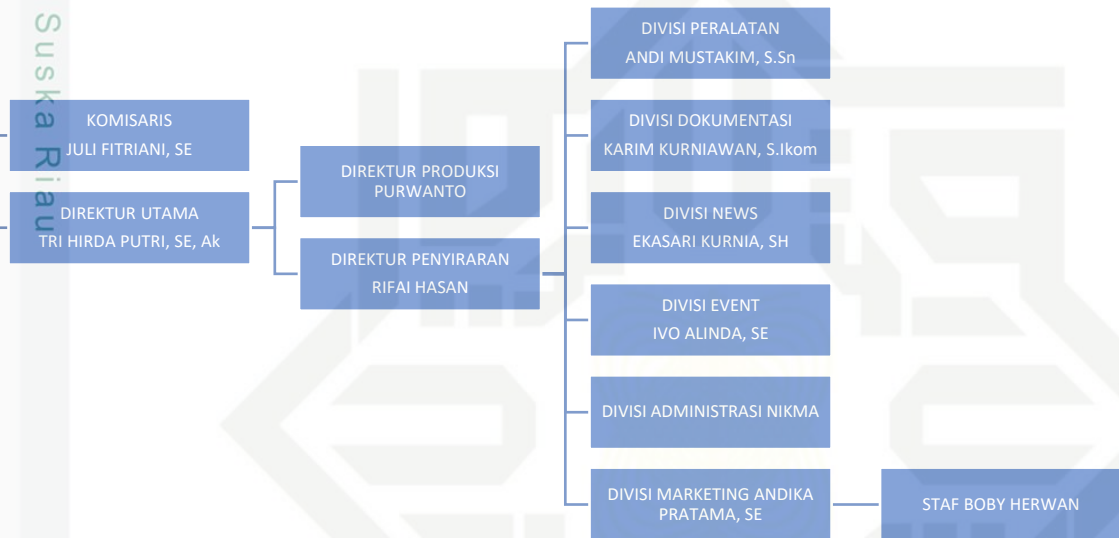 Suska Riau
KOMISARIS
JULI FITRIANI, SE
DIREKTUR UTAMA
TRI HIRDA PUTRI, SE, Ak
DIREKTUR PRODUKSI
PURWANTO
DIREKTUR PENYIRARAN
RIFAI HASAN
DIVISI PERALATAN
ANDI MUSTAKIM, S.Sn
DIVISI DOKUMENTASI
KARIM KURNIAWAN, S.Ikom
DIVISI NEWS
EKASARI KURNIA, SH
DIVISI EVENT
IVO ALINDA, SE
DIVISI ADMINISTRASI NIKMA
DIVISI MARKETING ANDIKA
PRATAMA, SE
STAF BOBY HERWAN